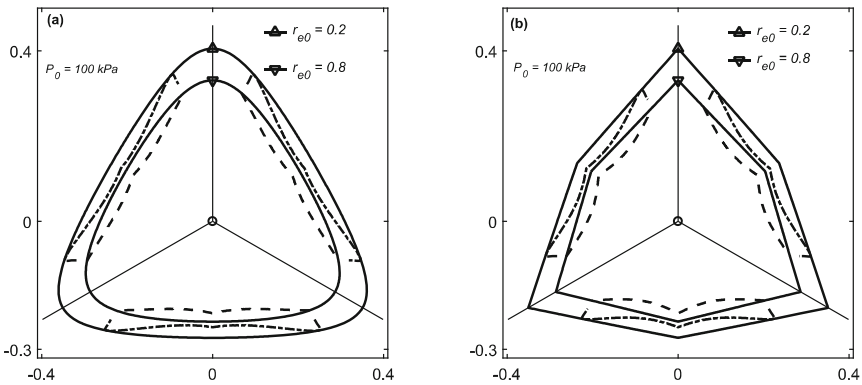 (a)
r_e0 = 0.2
0.4
P_0 = 100 kPa
r_e0 = 0.8
0
-0.3
-0.4
0
0.4
(b)
r_e0 = 0.2
0.4
P_0 = 100 kPa
r_e0 = 0.8
0
-0.3
-0.4
0
0.4